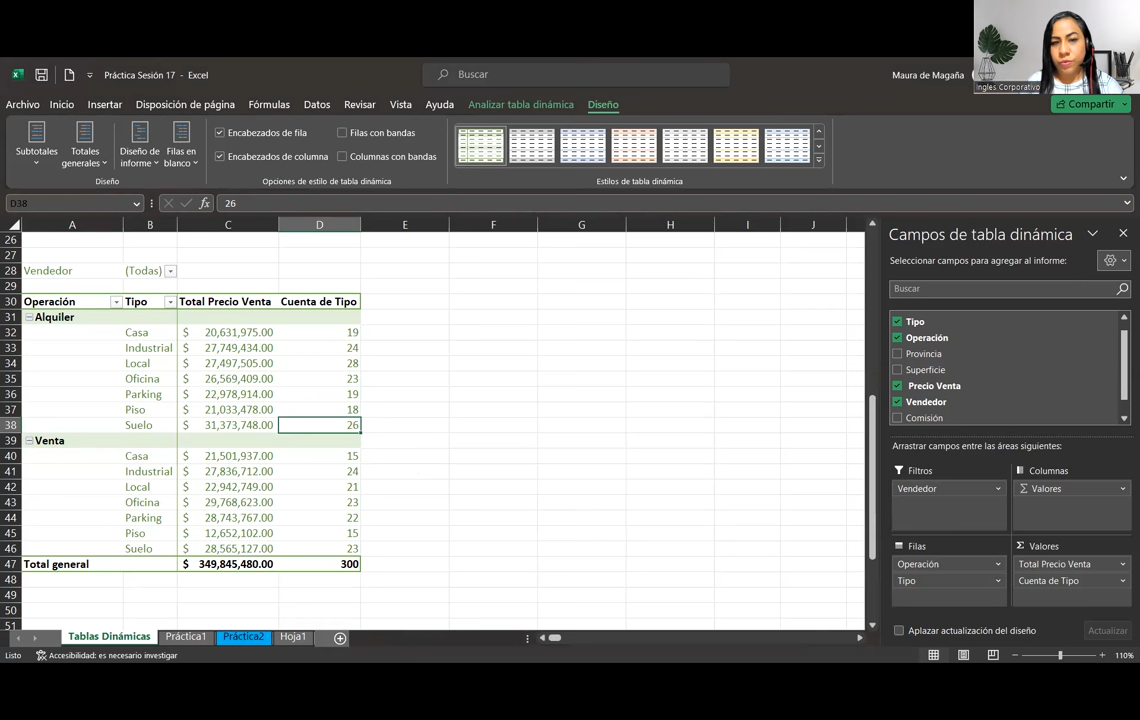 Ingles Corporativo
Práctica Sesión 17 - Excel
Buscar
Maura de Magaña
Archivo Inicio Insertar Disposición de página Fórmulas Datos Revisar Vista Ayuda Analizar tabla dinámica Diseño
Compartir
Subtotales
Totales generales
Diseño de informe
Filas en blanco
Diseño
Encabezados de fila
Filas con bandas
Encabezados de columna
Columnas con bandas
Opciones de estilo de tabla dinámica
Estilos de tabla dinámica
D38
fx
26
A B C D E F G H I J
26
27
28 Vendedor (Todas)
29
30 Operación Tipo Total Precio Venta Cuenta de Tipo
31 Alquiler
32 Casa $ 20,631,975.00 19
33 Industrial $ 27,749,434.00 24
34 Local $ 27,497,505.00 28
35 Oficina $ 26,569,409.00 23
36 Parking $ 22,978,914.00 19
37 Piso $ 21,033,478.00 18
38 Suelo $ 31,373,748.00 26
39 Venta
40 Casa $ 21,501,937.00 15
41 Industrial $ 27,836,712.00 24
42 Local $ 22,942,749.00 21
43 Oficina $ 29,768,623.00 23
44 Parking $ 28,743,767.00 22
45 Piso $ 12,652,102.00 15
46 Suelo $ 28,565,127.00 23
47 Total general $ 349,845,480.00 300
48
49
50
51
Tablas Dinámicas Práctica1 Práctica2 Hoja1
Listo Accesibilidad: es necesario investigar
110%
Campos de tabla dinámica
Seleccionar campos para agregar al informe:
Buscar
Tipo
Operación
Provincia
Superficie
Precio Venta
Vendedor
Comisión
Arrastrar campos entre las áreas siguientes:
Filtros
Vendedor
Columnas
Σ Valores
Filas
Operación
Tipo
Σ Valores
Total Precio Venta
Cuenta de Tipo
Aplazar actualización del diseño
Actualizar